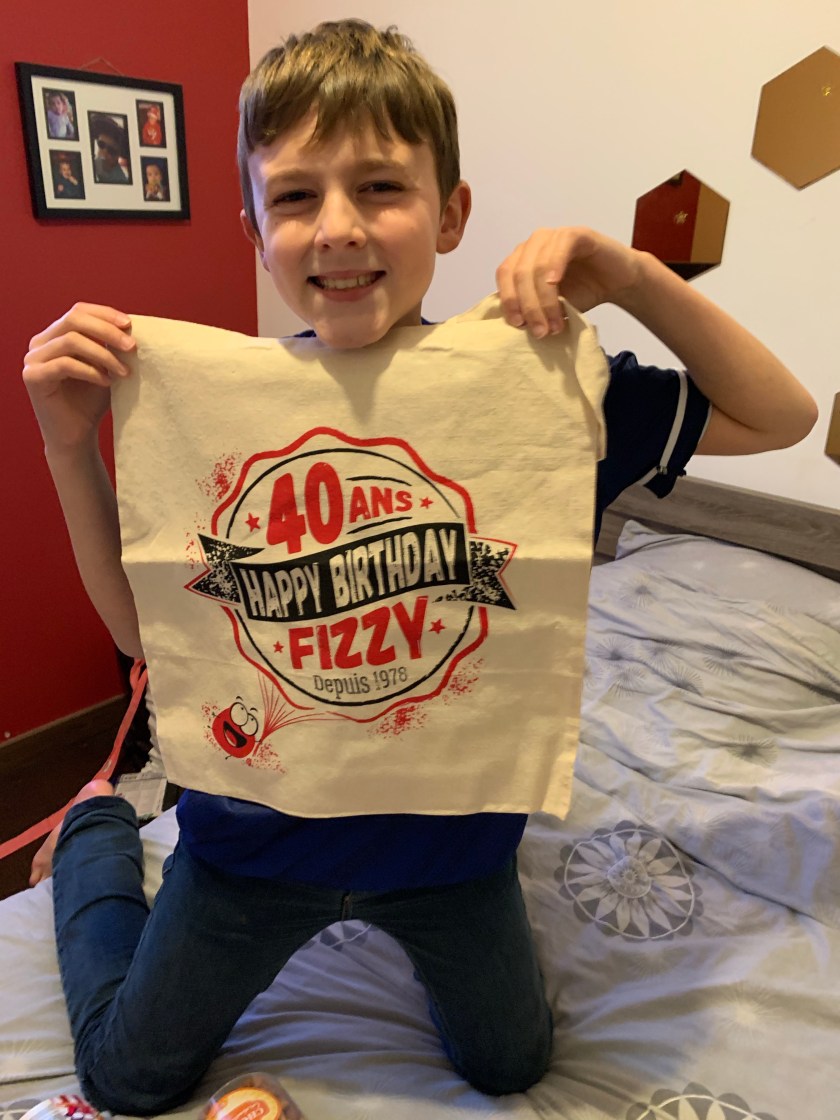 40 ANS
HAPPY BIRTHDAY
FIZZY
Depuis 1978